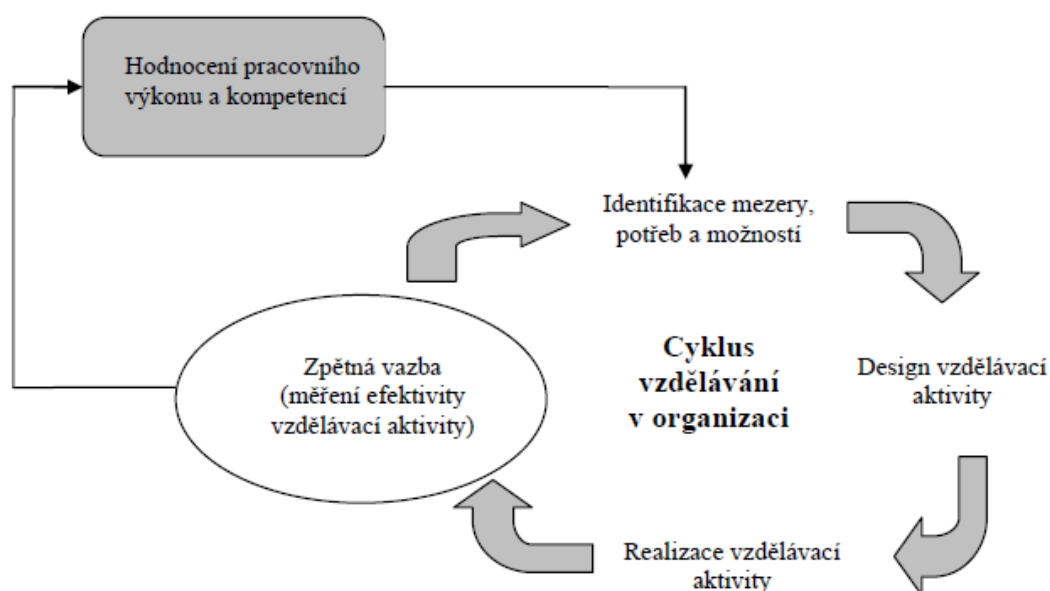 Hodnocení pracovního
výkonu a kompetencí
Identifikace mezery,
potřeb a možností
Zpětná vazba
(měření efektivity
vzdělávací aktivity)
Cyklus
vzdělávání
v organizaci
Design vzdělávací
aktivity
Realizace vzdělávací
aktivity